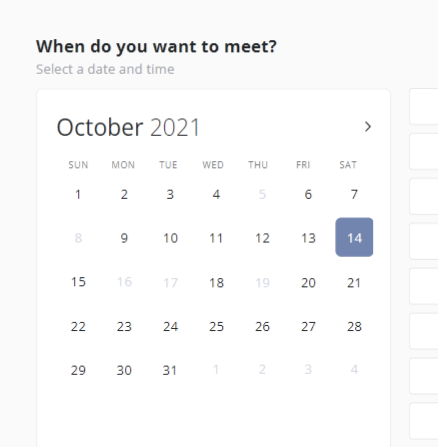 When do you want to meet?
Select a date and time
October 2021
SUN MON TUE WED THU FRI SAT
1 2 3 4 5 6 7
8 9 10 11 12 13 14
15 16 17 18 19 20 21
22 23 24 25 26 27 28
29 30 31 1 2 3 4